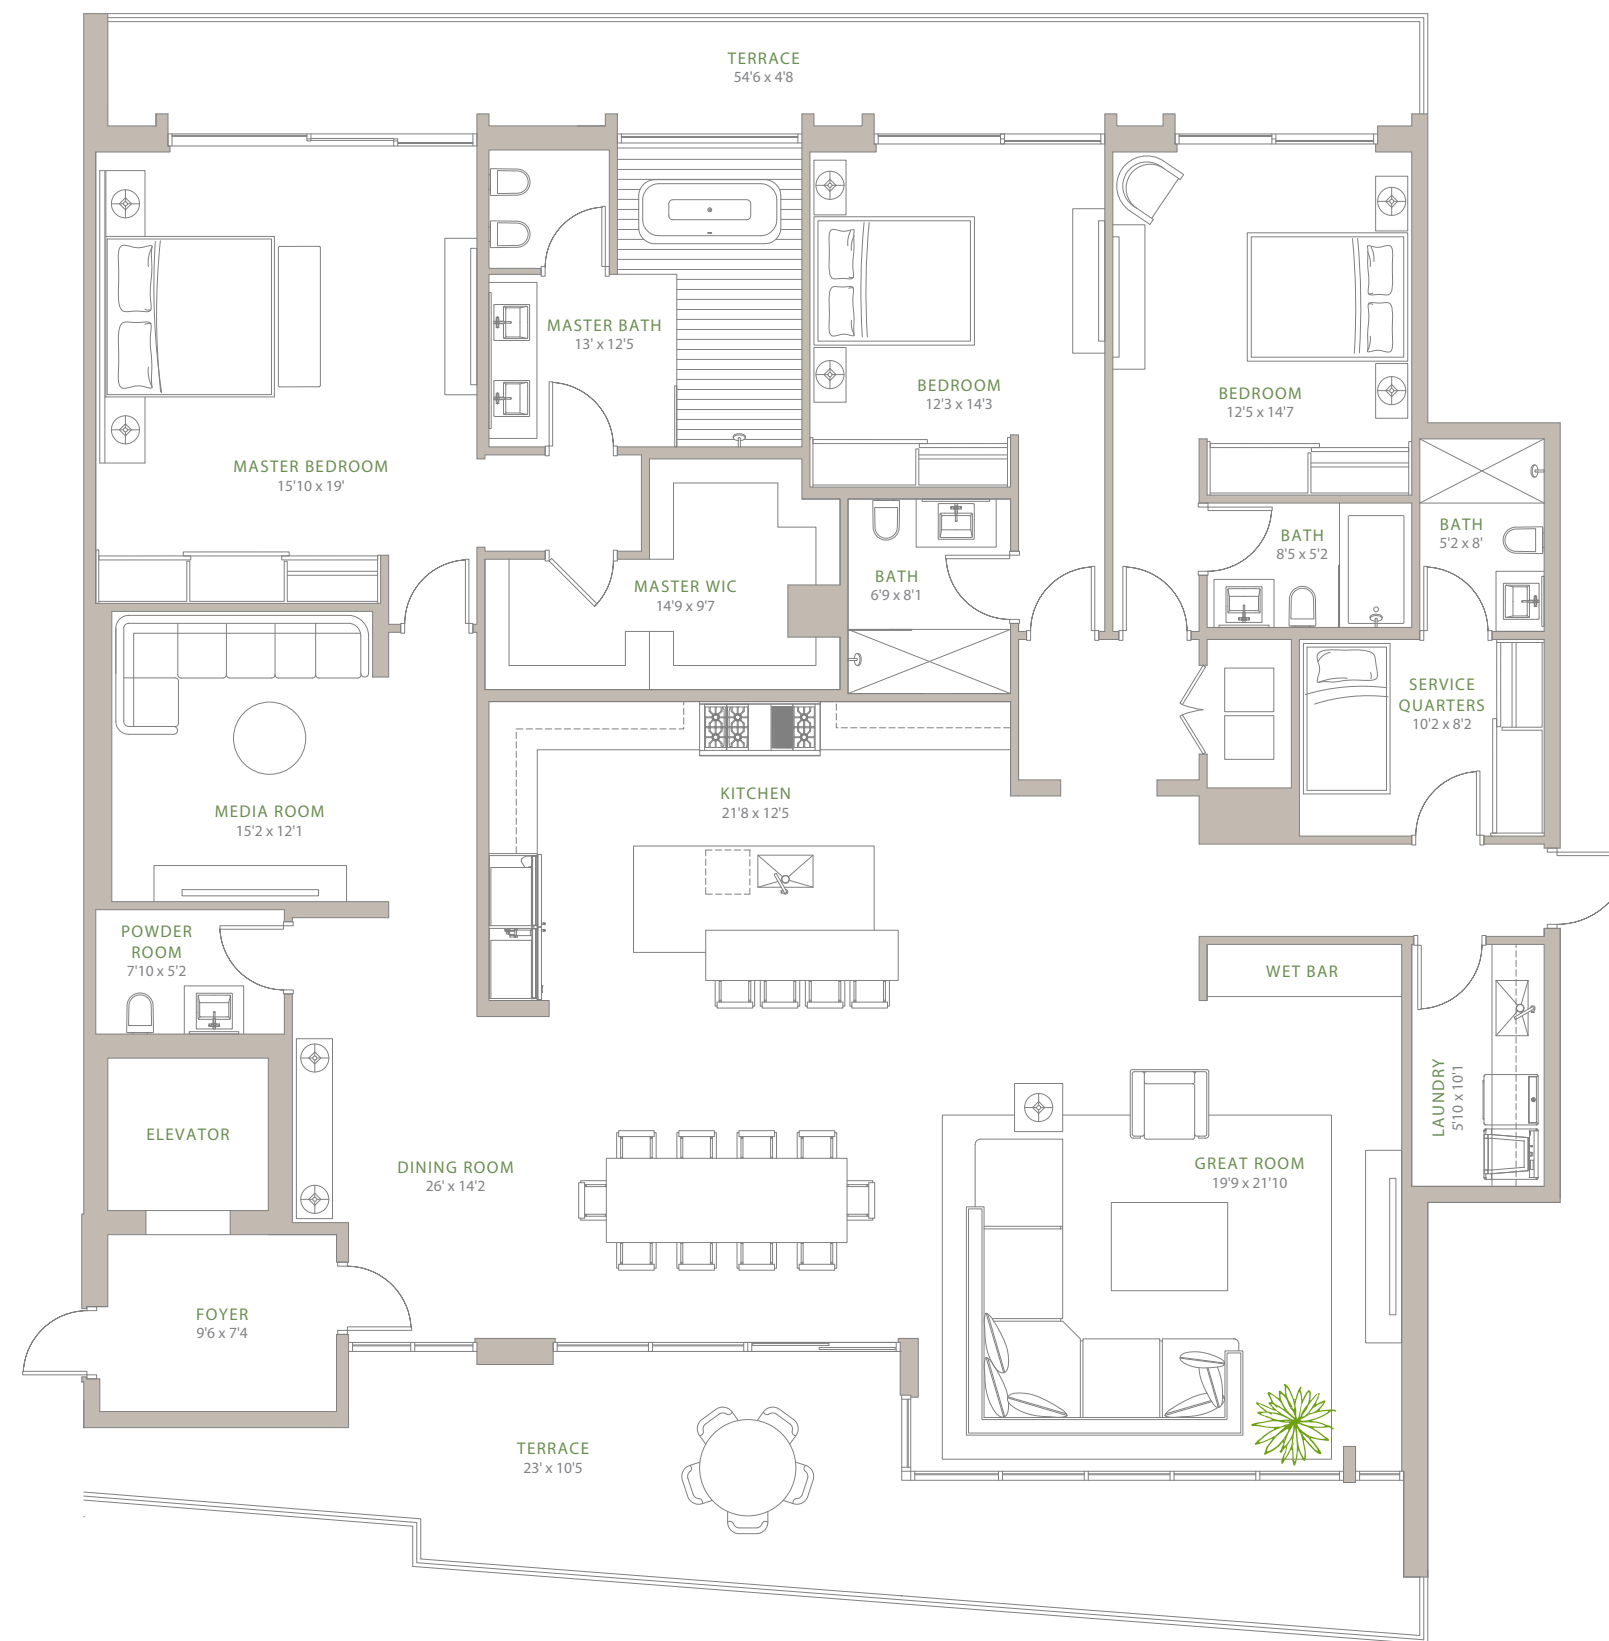 TERRACE
54'6 x 4'8
MASTER BATH
13' x 12'5
BEDROOM
12'3 x 14'3
BEDROOM
12'5 x 14'7
MASTER BEDROOM
15'10 x 19'
BATH
5'2 x 8'
BATH
8'5 x 5'2
BATH
6'9 x 8'1
MASTER WIC
14'9 x 9'7
SERVICE
QUARTERS
10'2 x 8'2
KITCHEN
21'8 x 12'5
MEDIA ROOM
15'2 x 12'1
POWDER
ROOM
7'10 x 5'2
WET BAR
LAUNDRY
5'10 x 10'1
ELEVATOR
DINING ROOM
26' x 14'2
GREAT ROOM
19'9 x 21'10
FOYER
9'6 x 7'4
TERRACE
23' x 10'5